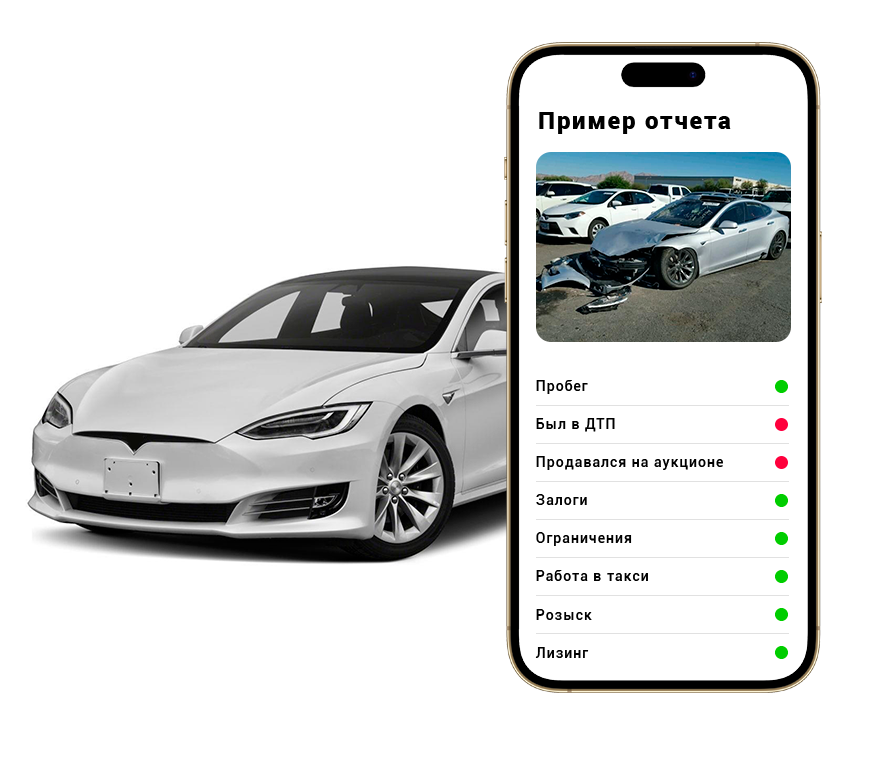 Пример отчета
Пробег
Был в ДТП
Продавался на аукционе
Залоги
Ограничения
Работа в такси
Розыск
Лизинг